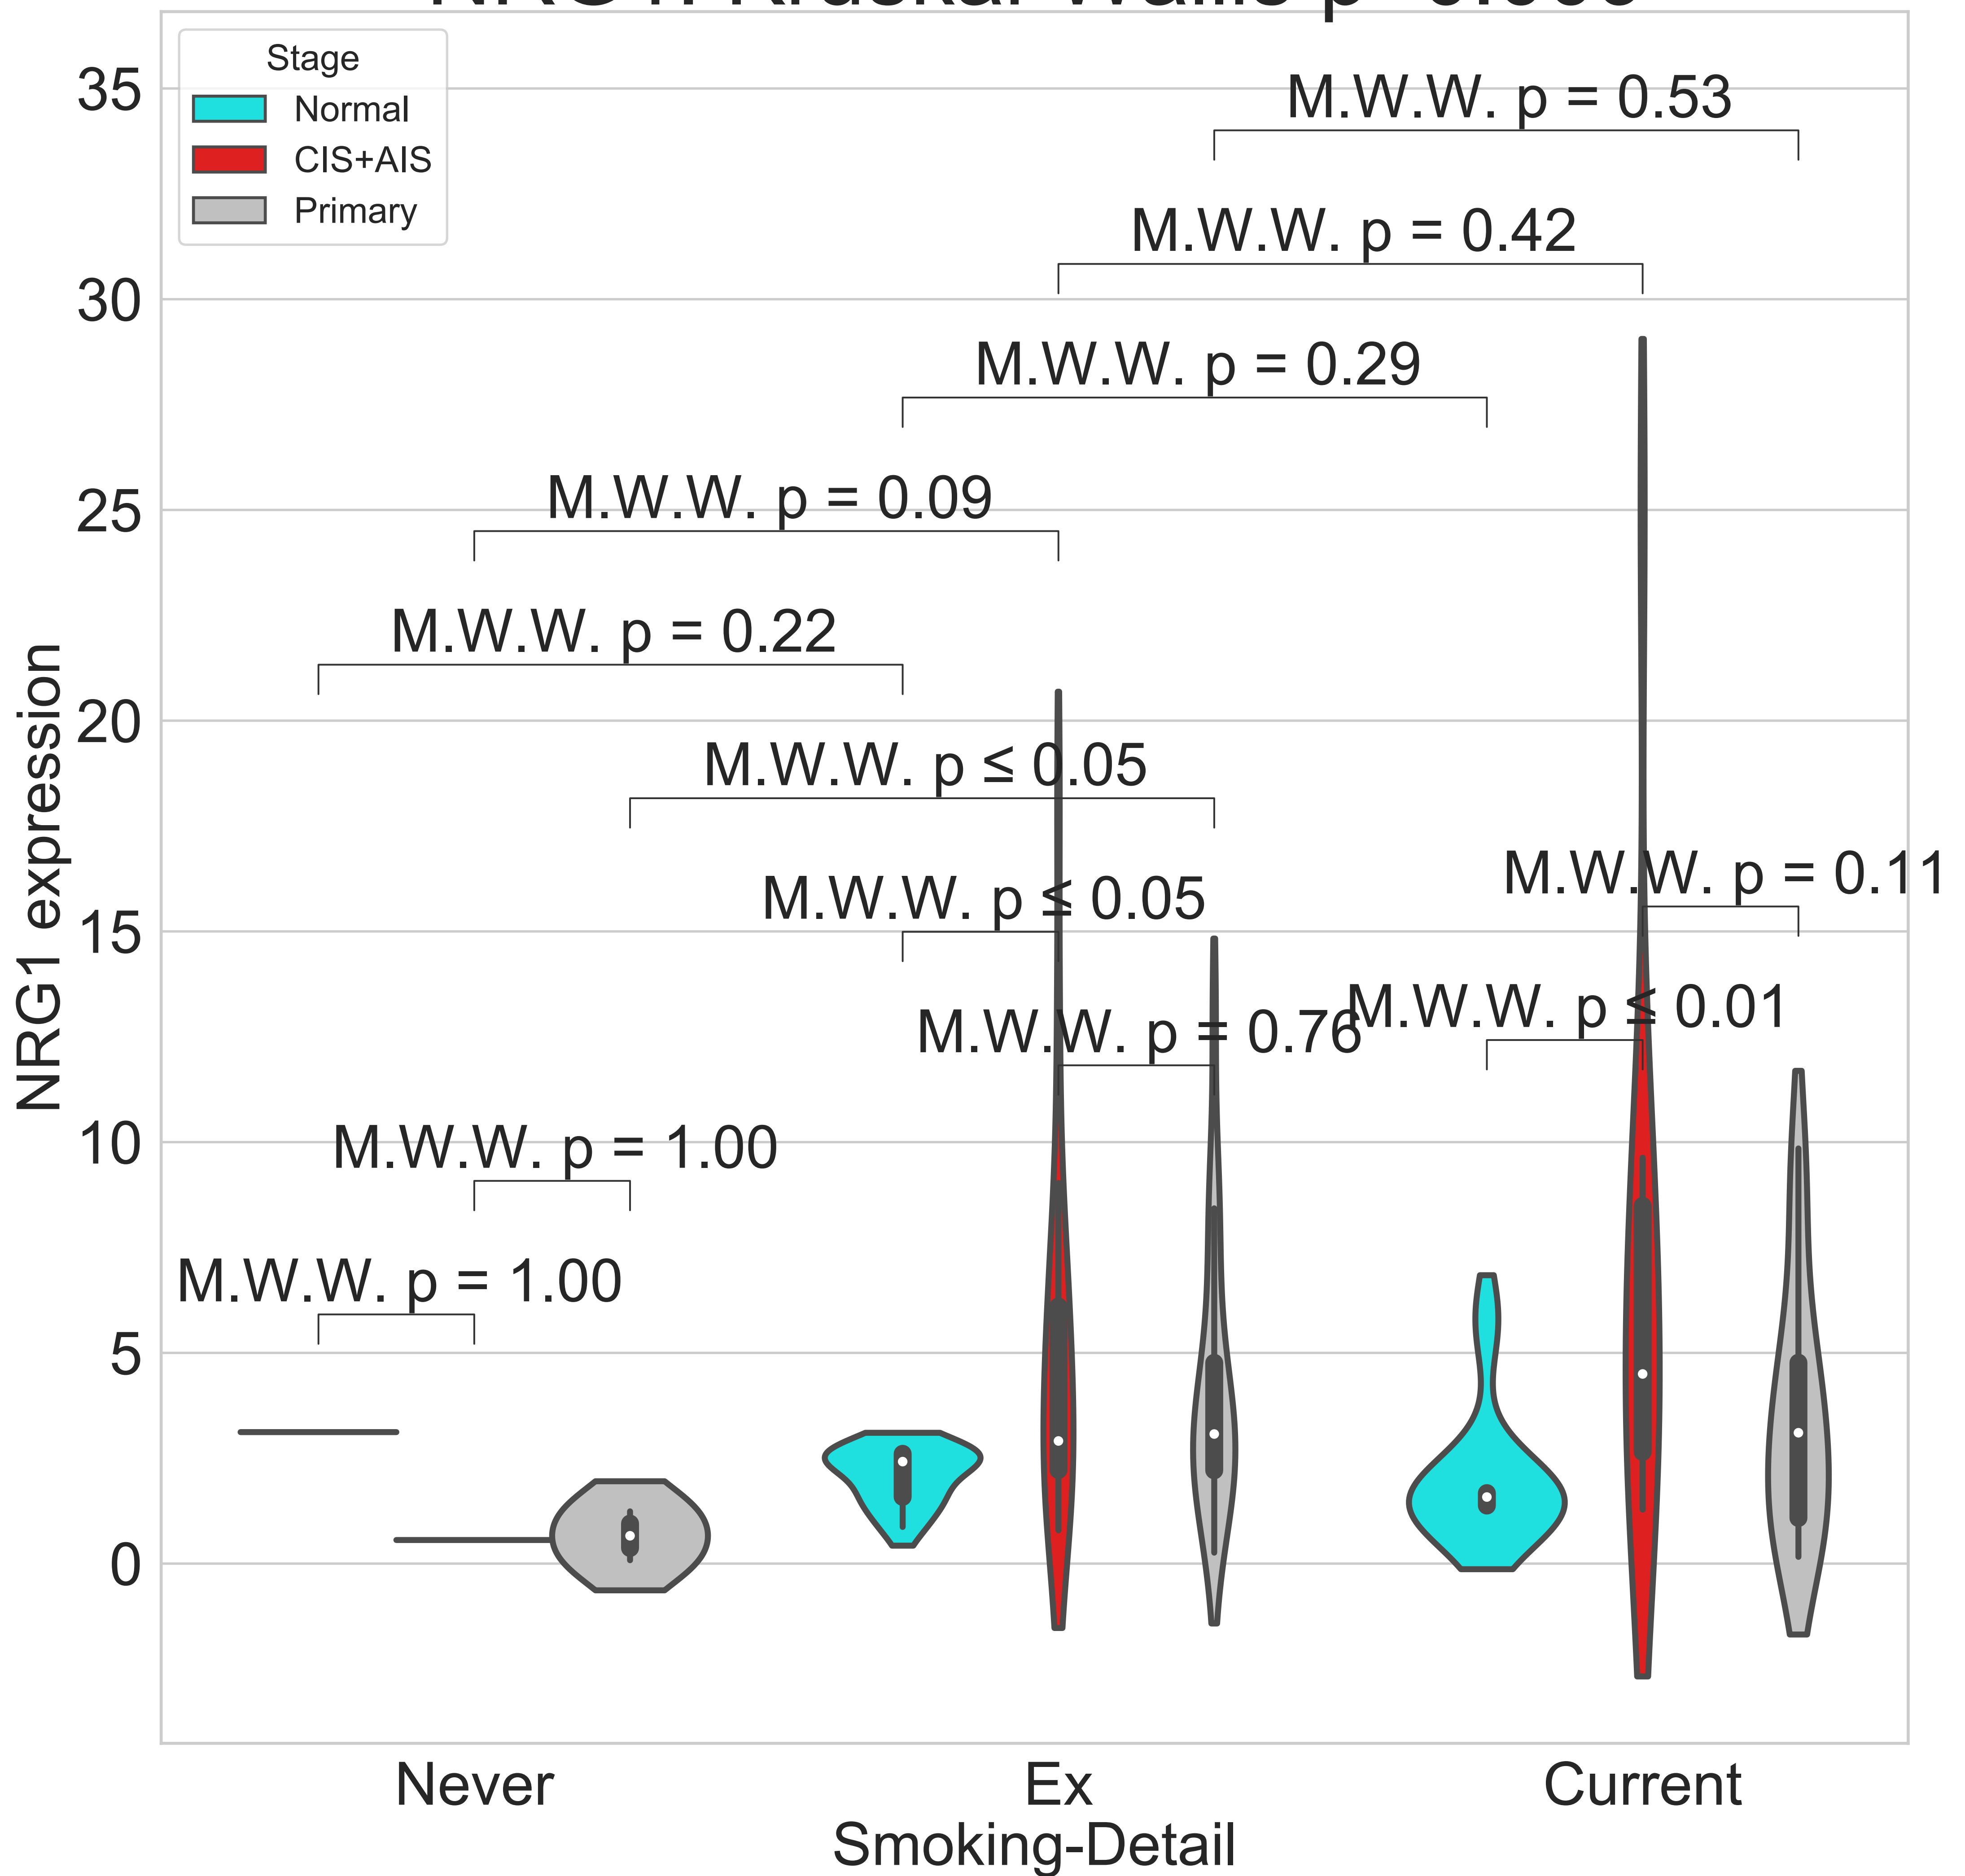 Stage
Normal
CIS+AIS
Primary
35
30
25
20
15
10
5
0
NRG1 expression
M.W.W. p = 0.53
M.W.W. p = 0.42
M.W.W. p = 0.29
M.W.W. p = 0.09
M.W.W. p = 0.22
M.W.W. p ≤ 0.05
M.W.W. p ≤ 0.05
M.W.W. p = 0.11
M.W.W. p = 0.76
M.W.W. p ≤ 0.01
M.W.W. p = 1.00
M.W.W. p = 1.00
Never
Ex
Current
Smoking-Detail